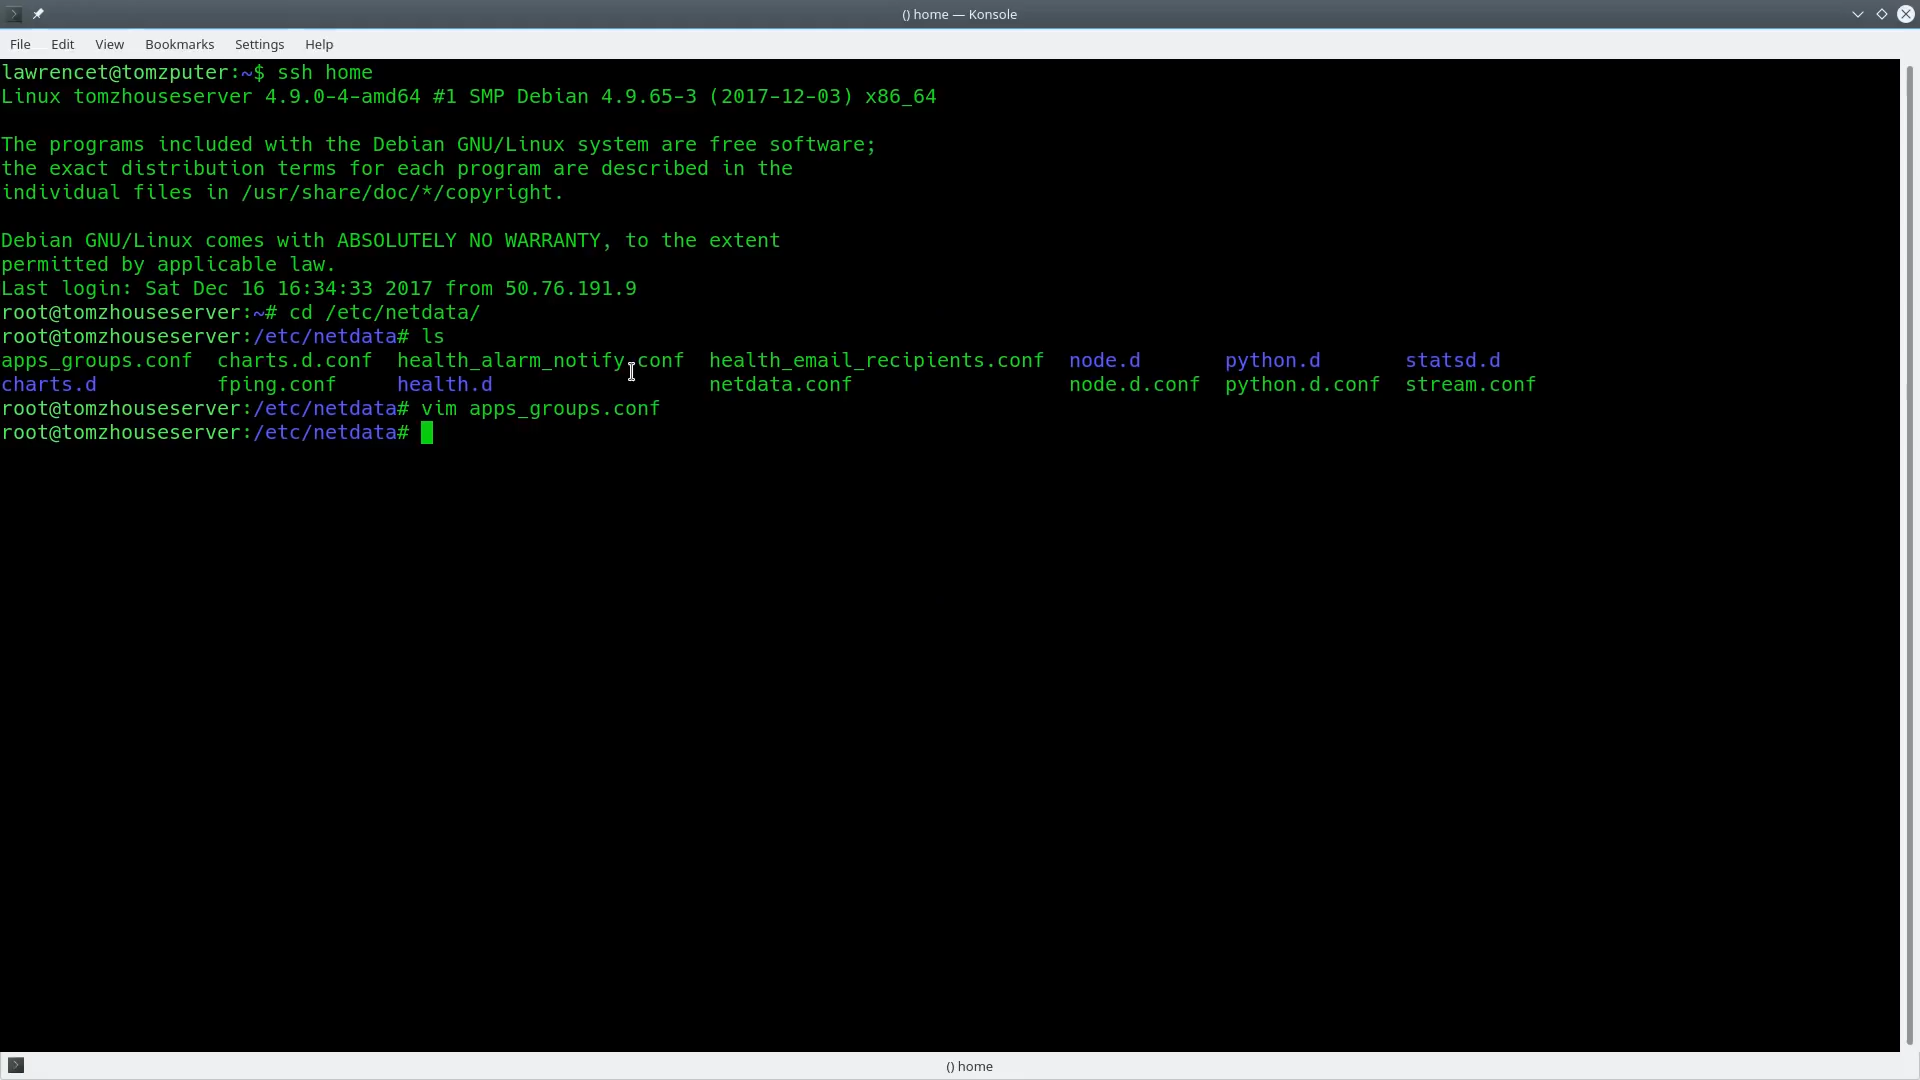 () home — Konsole
File Edit View Bookmarks Settings Help
lawrencet@tomzputer:~$ ssh home
Linux tomzhouseserver 4.9.0-4-amd64 #1 SMP Debian 4.9.65-3 (2017-12-03) x86_64
The programs included with the Debian GNU/Linux system are free software;
the exact distribution terms for each program are described in the
individual files in /usr/share/doc/*/copyright.
Debian GNU/Linux comes with ABSOLUTELY NO WARRANTY, to the extent
permitted by applicable law.
Last login: Sat Dec 16 16:34:33 2017 from 50.76.191.9
root@tomzhouseserver:~# cd /etc/netdata/
root@tomzhouseserver:/etc/netdata# ls
apps_groups.conf  charts.d.conf  health_alarm_notify.conf  health_email_recipients.conf  node.d       python.d       statsd.d
charts.d          fping.conf     health.d                  netdata.conf                  node.d.conf  python.d.conf  stream.conf
root@tomzhouseserver:/etc/netdata# vim apps_groups.conf
root@tomzhouseserver:/etc/netdata#
() home